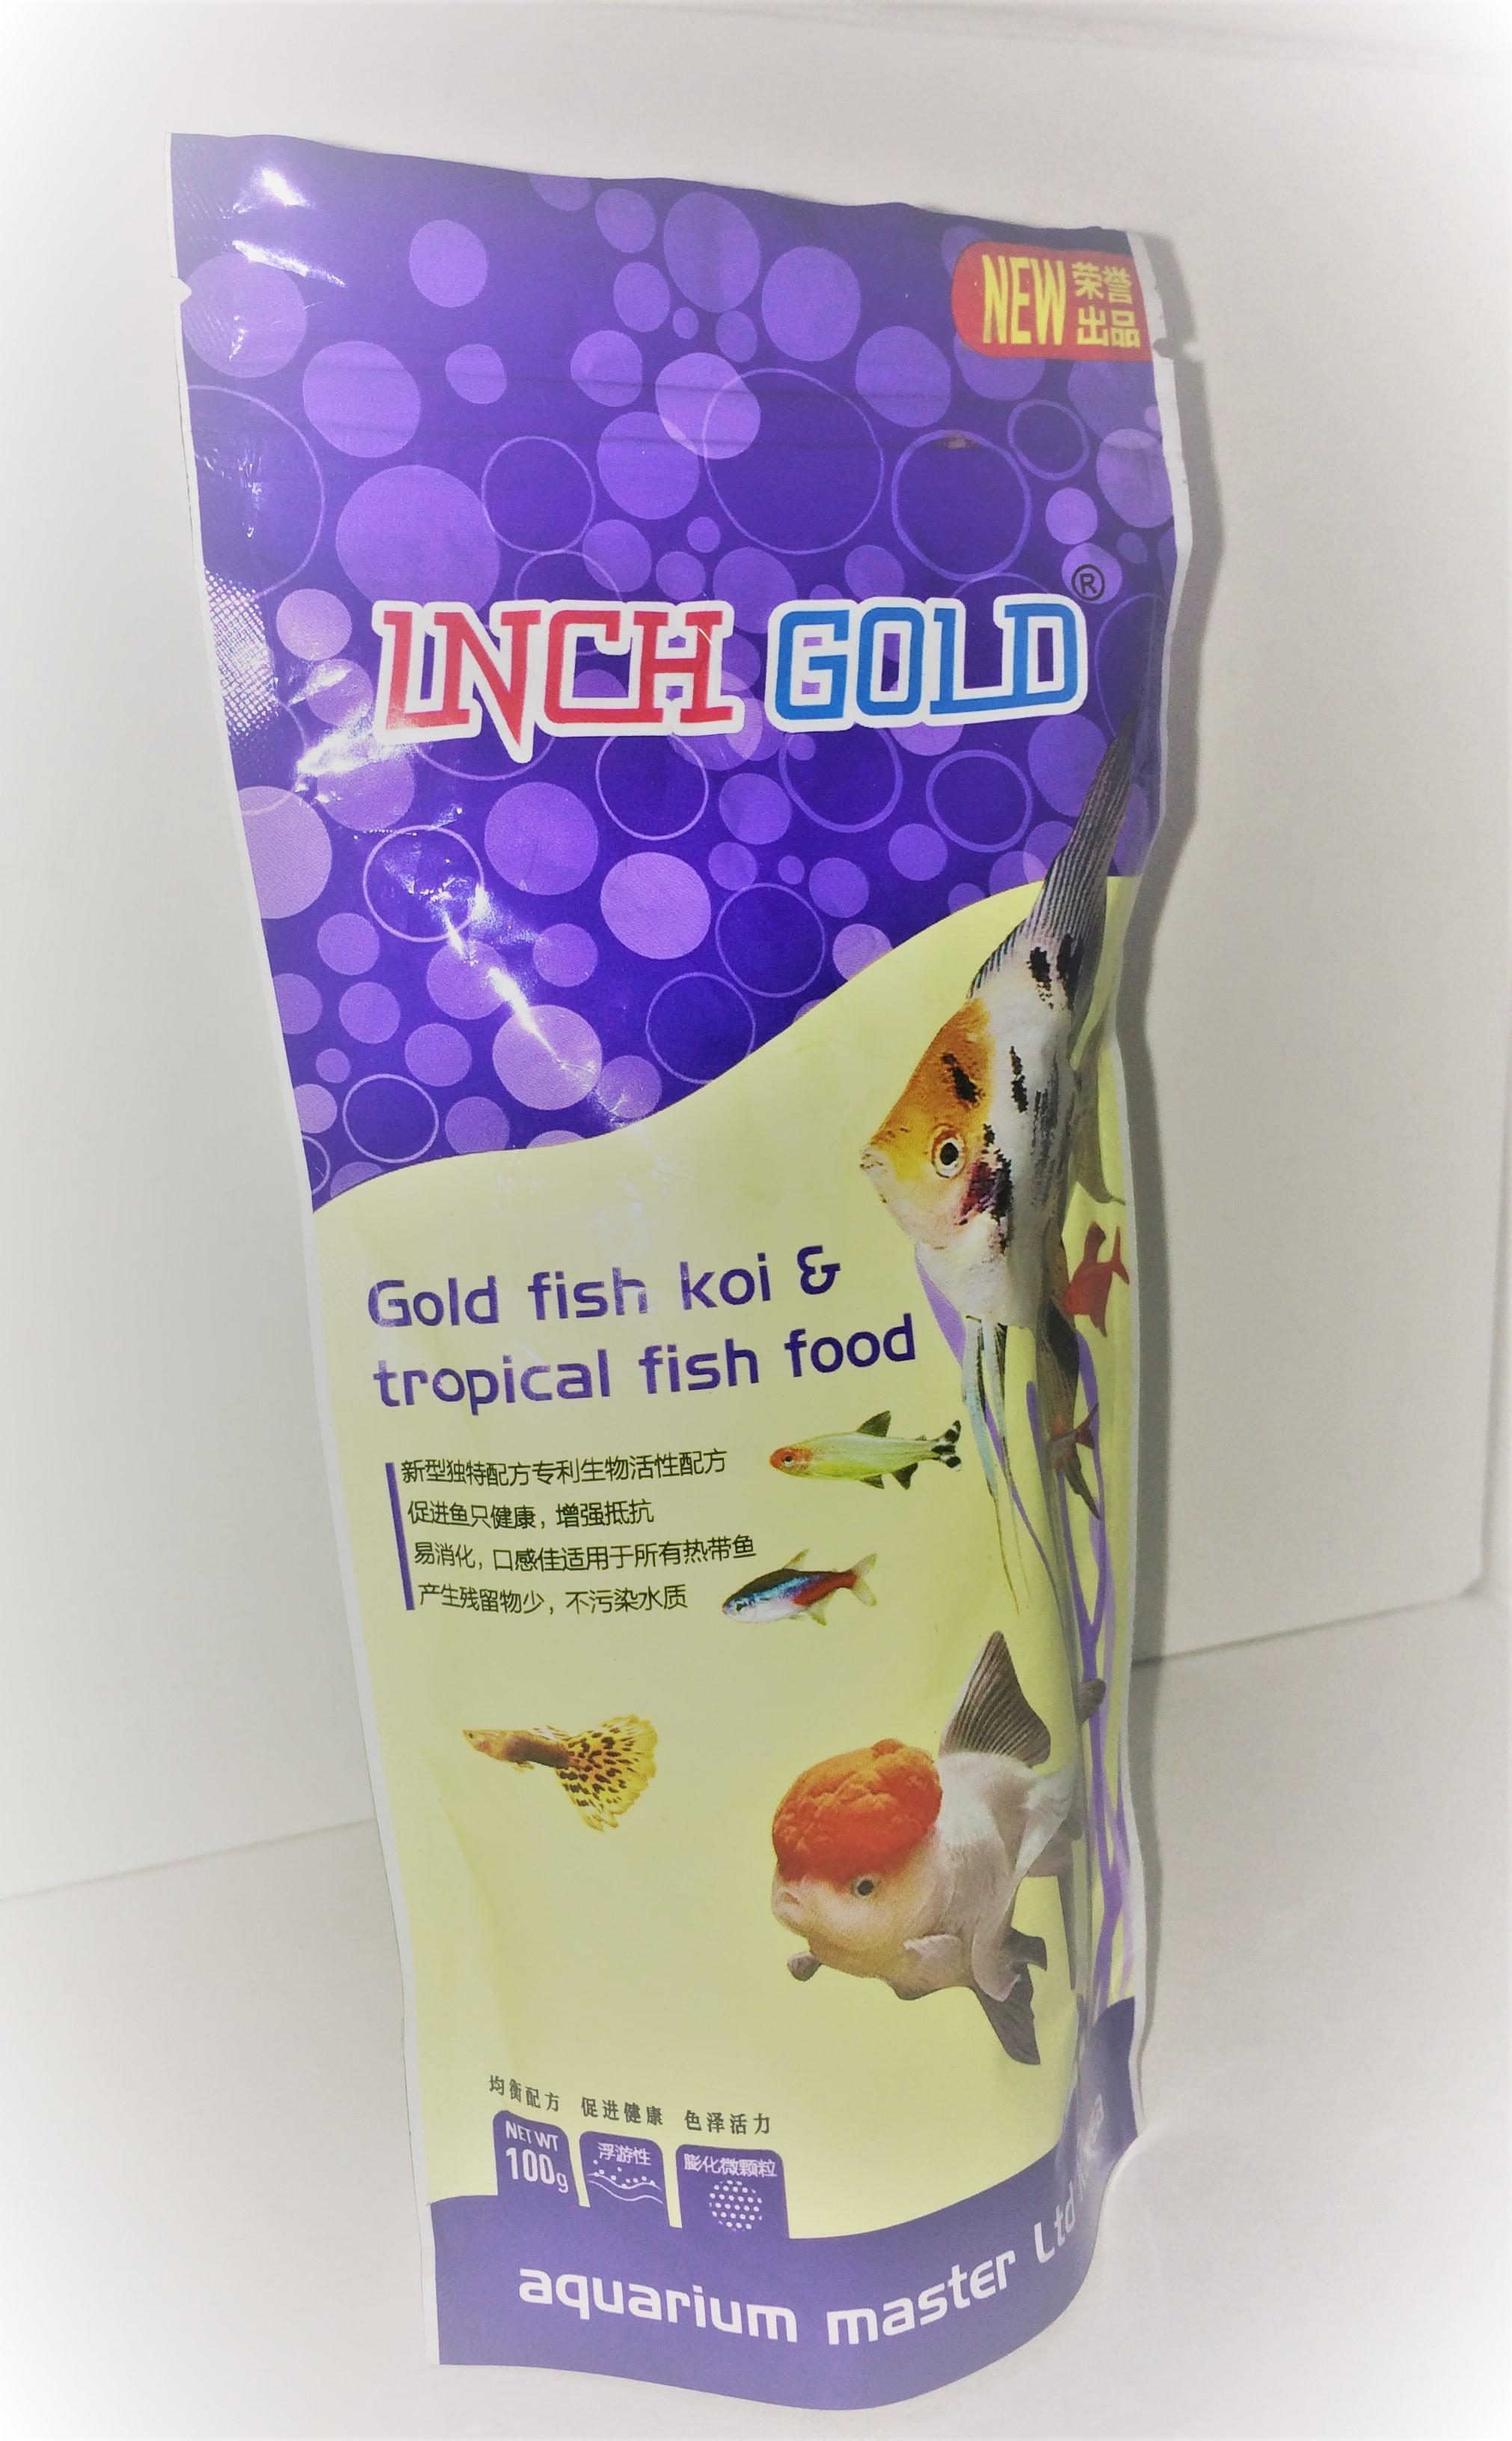 NEW 荣誉
出品
INCH GOLD®
Gold fish koi &
tropical fish food
新型独特配方专利生物活性配方
促进鱼只健康，增强抵抗
易消化，口感佳适用于所有热带鱼
产生残留物少，不污染水质
均衡配方 促进健康 色泽活力
NET WT
100g
浮游性
膨化微颗粒
aquarium master Ltd